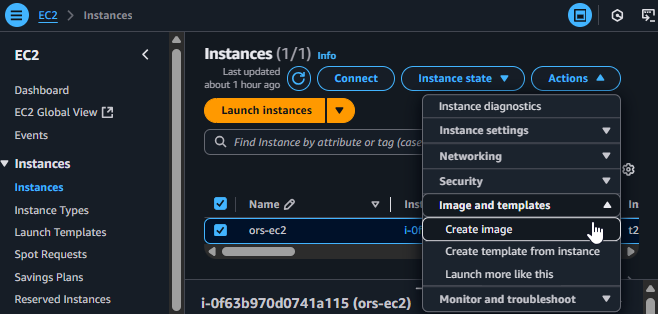 EC2 > Instances
EC2
Dashboard
EC2 Global View
Events
Instances
Instances
Instance Types
Launch Templates
Spot Requests
Savings Plans
Reserved Instances
Instances (1/1) Info
Last updated
about 1 hour ago
Connect
Instance state
Actions
Launch instances
Find Instance by attribute or tag (case
Name
Inst
ors-ec2
i-0f
t2
Instance diagnostics
Instance settings
Networking
Security
Image and templates
Create image
Create template from instance
Launch more like this
Monitor and troubleshoot
i-0f63b970d0741a115 (ors-ec2)